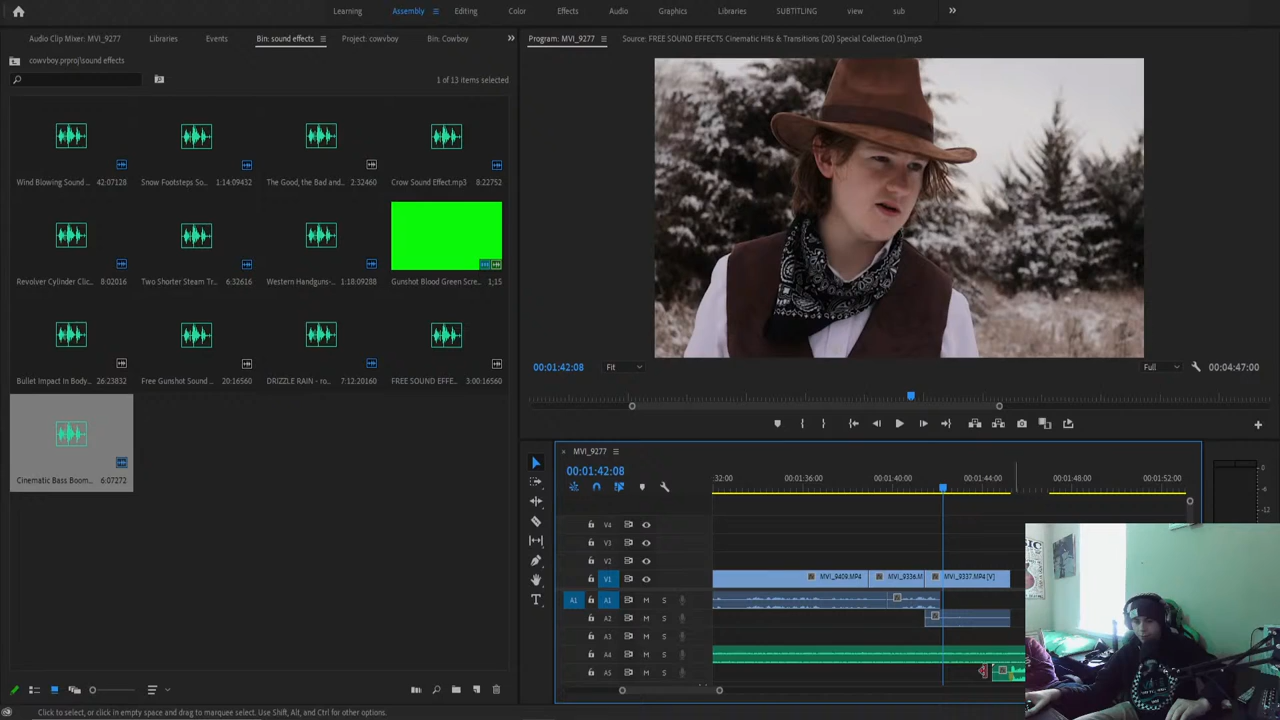 Learning Assembly Editing Color Effects Audio Graphics Libraries SUBTITLING view sub
Audio Clip Mixer: MVI_9277 Libraries Events Bin: sound effects Project: cowvboy Bin: Cowboy
cowvboy.prproj\sound effects
1 of 13 items selected
Wind Blowing Sound ... 42:07128
Snow Footsteps So... 1:14:09432
The Good, the Bad and... 2:32460
Crow Sound Effect.mp3 8:22752
Revolver Cylinder Clic... 8:02016
Two Shorter Steam Tr... 6:32616
Western Handguns-... 1:18:09288
Gunshot Blood Green Scre... 1;15
Bullet Impact in Body... 26:23832
Free Gunshot Sound ... 20:16560
DRIZZLE RAIN - ro... 7:12:20160
FREE SOUND EFFE... 3:00:16560
Cinematic Bass Boom... 6:07272
Program: MVI_9277 Source: FREE SOUND EFFECTS Cinematic Hits & Transitions (20) Special Collection (1).mp3
00:01:42:08 Fit Full 00:04:47:00
MVI_9277
00:01:42:08
:32:00 00:01:36:00 00:01:40:00 00:01:44:00 00:01:48:00 00:01:52:00
V4
V3
V2
V1 MVI_9409.MP4 MVI_9336.M MVI_9337.MP4 [V]
A1 A1 M S
A2 M S
A3 M S
A4 M S
A5 M S
0
-6
-12
Click to select, or click in empty space and drag to marquee select. Use Shift, Alt, and Ctrl for other options.